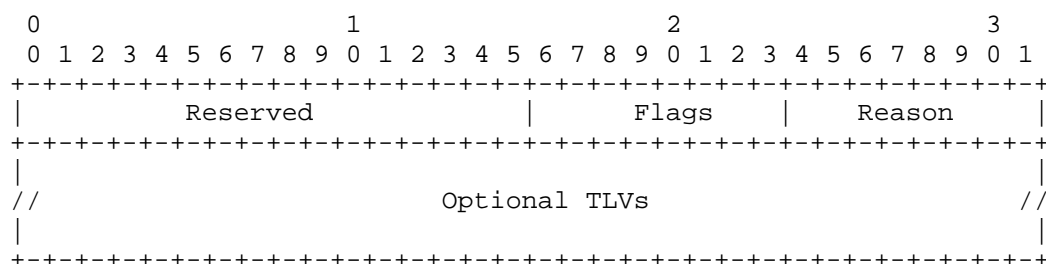 0                   1                   2                   3
 0 1 2 3 4 5 6 7 8 9 0 1 2 3 4 5 6 7 8 9 0 1 2 3 4 5 6 7 8 9 0 1
+-+-+-+-+-+-+-+-+-+-+-+-+-+-+-+-+-+-+-+-+-+-+-+-+-+-+-+-+-+-+-+-+
|          Reserved             |      Flags    |    Reason     |
+-+-+-+-+-+-+-+-+-+-+-+-+-+-+-+-+-+-+-+-+-+-+-+-+-+-+-+-+-+-+-+-+
|                                                               |
//                         Optional TLVs                       //
|                                                               |
+-+-+-+-+-+-+-+-+-+-+-+-+-+-+-+-+-+-+-+-+-+-+-+-+-+-+-+-+-+-+-+-+